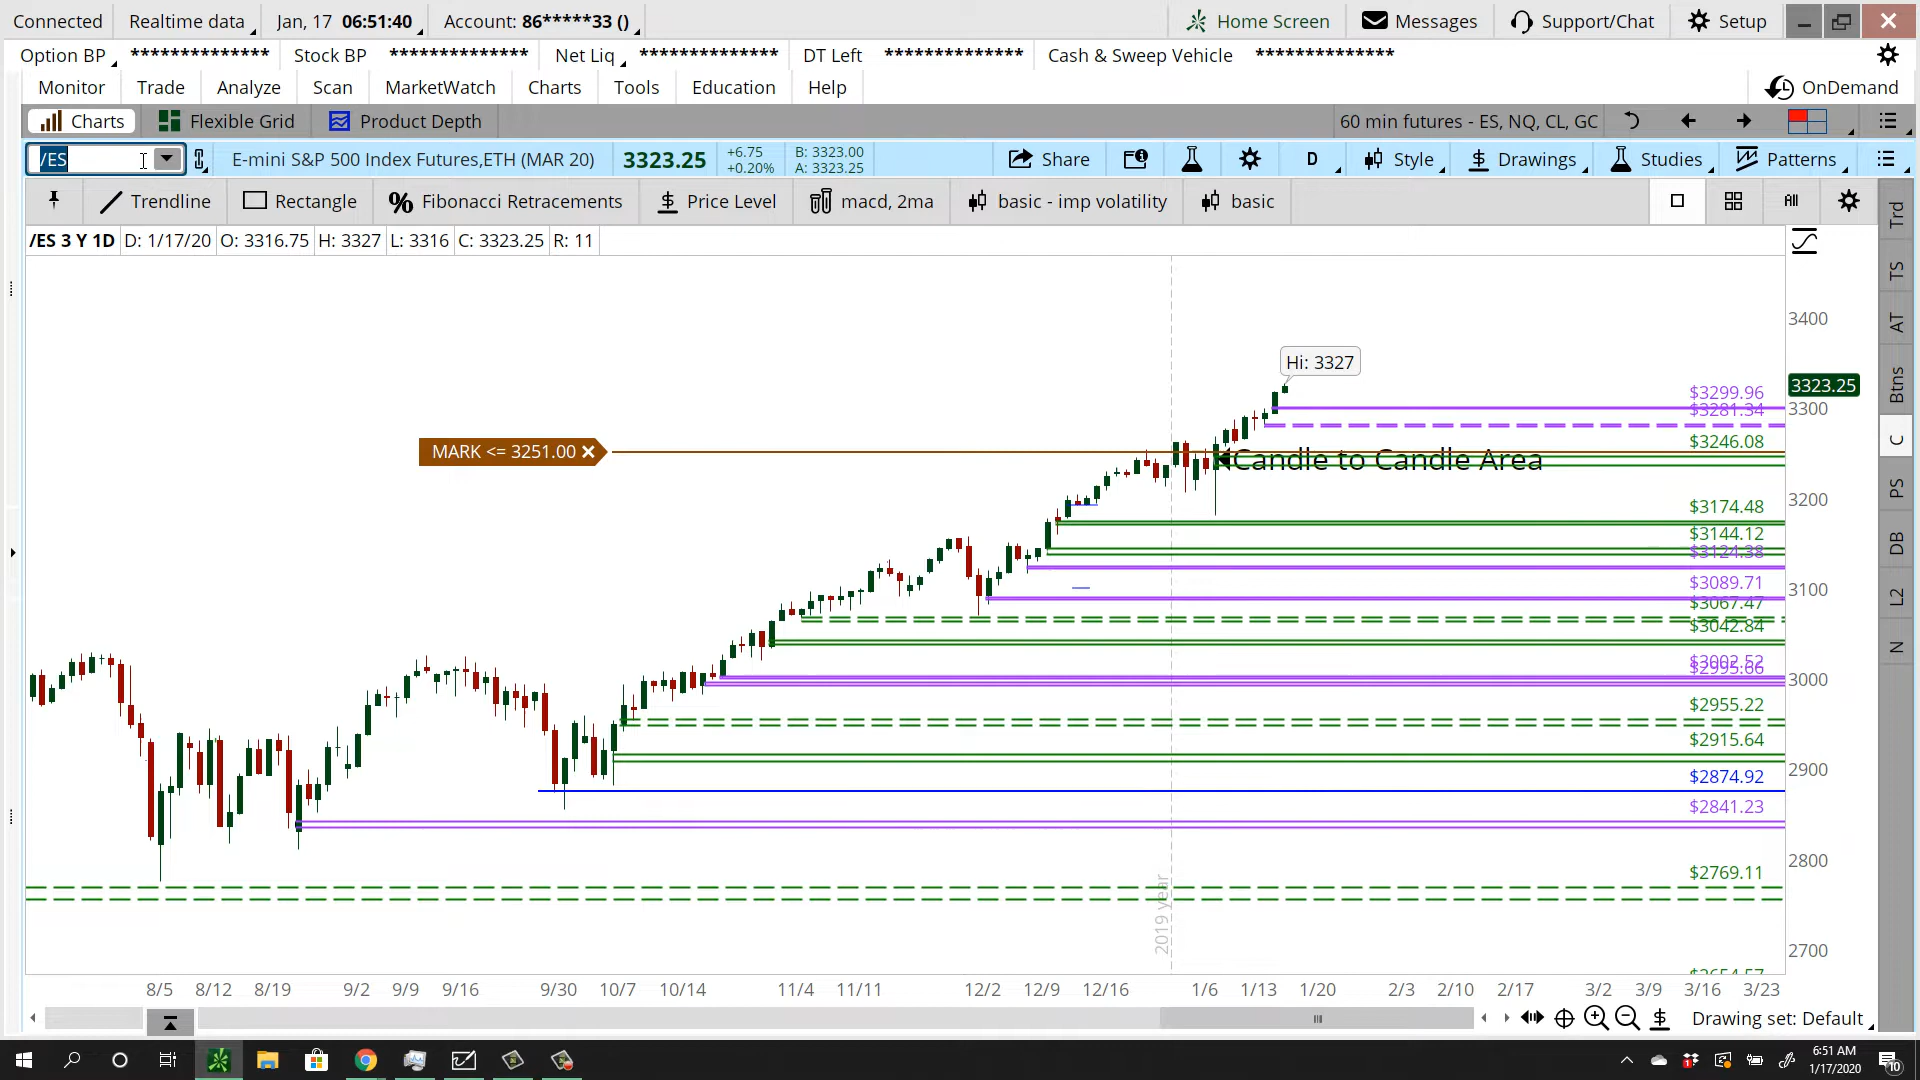 Connected Realtime data Jan, 17 06:51:40 Account: 86*****33 () Home Screen Messages Support/Chat Setup
Option BP ************** Stock BP ************** Net Liq ************** DT Left ************** Cash & Sweep Vehicle **************
Monitor Trade Analyze Scan MarketWatch Charts Tools Education Help OnDemand
Charts Flexible Grid Product Depth 60 min futures - ES, NQ, CL, GC
/ES E-mini S&P 500 Index Futures,ETH (MAR 20) 3323.25 +6.75 B: 3323.00 Share D Style Drawings Studies Patterns
+0.20% A: 3323.25
Trendline Rectangle Fibonacci Retracements Price Level macd, 2ma basic - imp volatility basic All
/ES 3 Y 1D D: 1/17/20 O: 3316.75 H: 3327 L: 3316 C: 3323.25 R: 11
Trd
TS
AT
Btns
C
PS
DB
L2
N
3400
Hi: 3327
3323.25
$3299.96
3300
$3281.34
$3246.08
MARK <= 3251.00
Candle to Candle Area
3200
$3174.48
$3144.12
$3124.38
3100
$3089.71
$3067.47
$3042.84
$3002.52
$2995.66
3000
$2955.22
$2915.64
2900
$2874.92
$2841.23
2800
$2769.11
2019 year
2700
8/5 8/12 8/19 9/2 9/9 9/16 9/30 10/7 10/14 11/4 11/11 12/2 12/9 12/16 1/6 1/13 1/20 2/3 2/10 2/17 3/2 3/9 3/16 3/23
Drawing set: Default
6:51 AM
1/17/2020
10